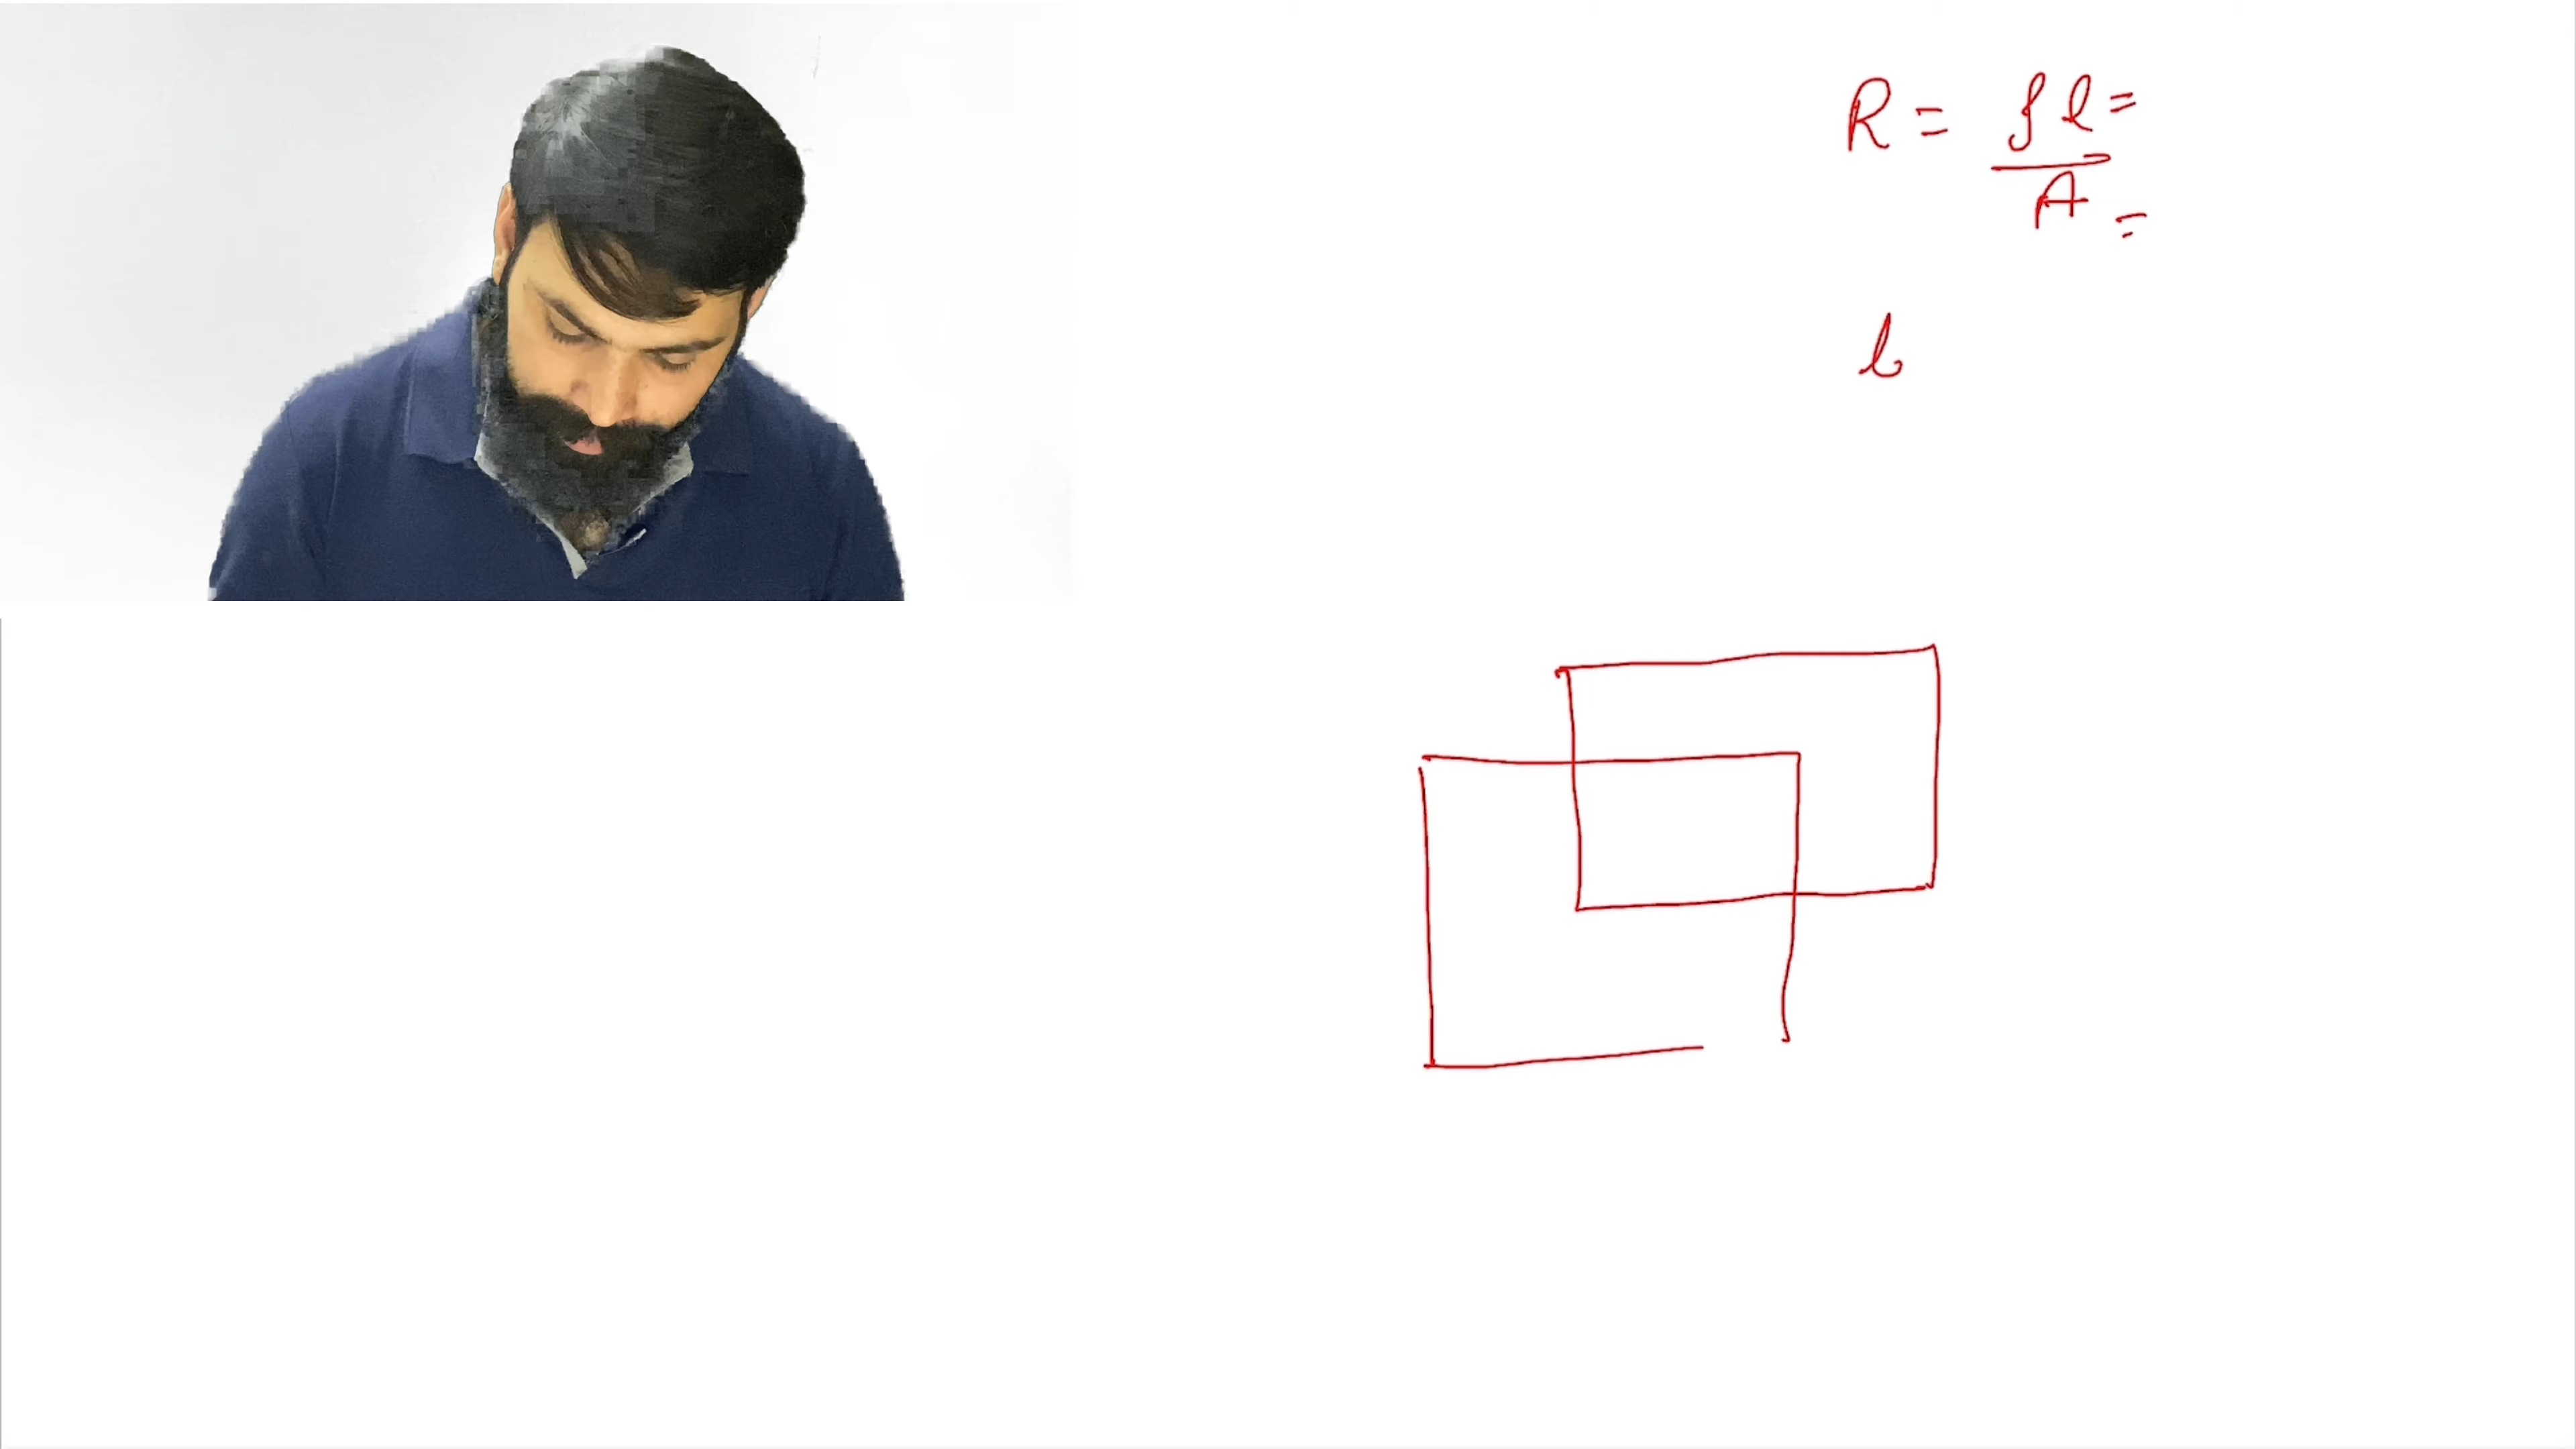 R = ρl =
A =
l